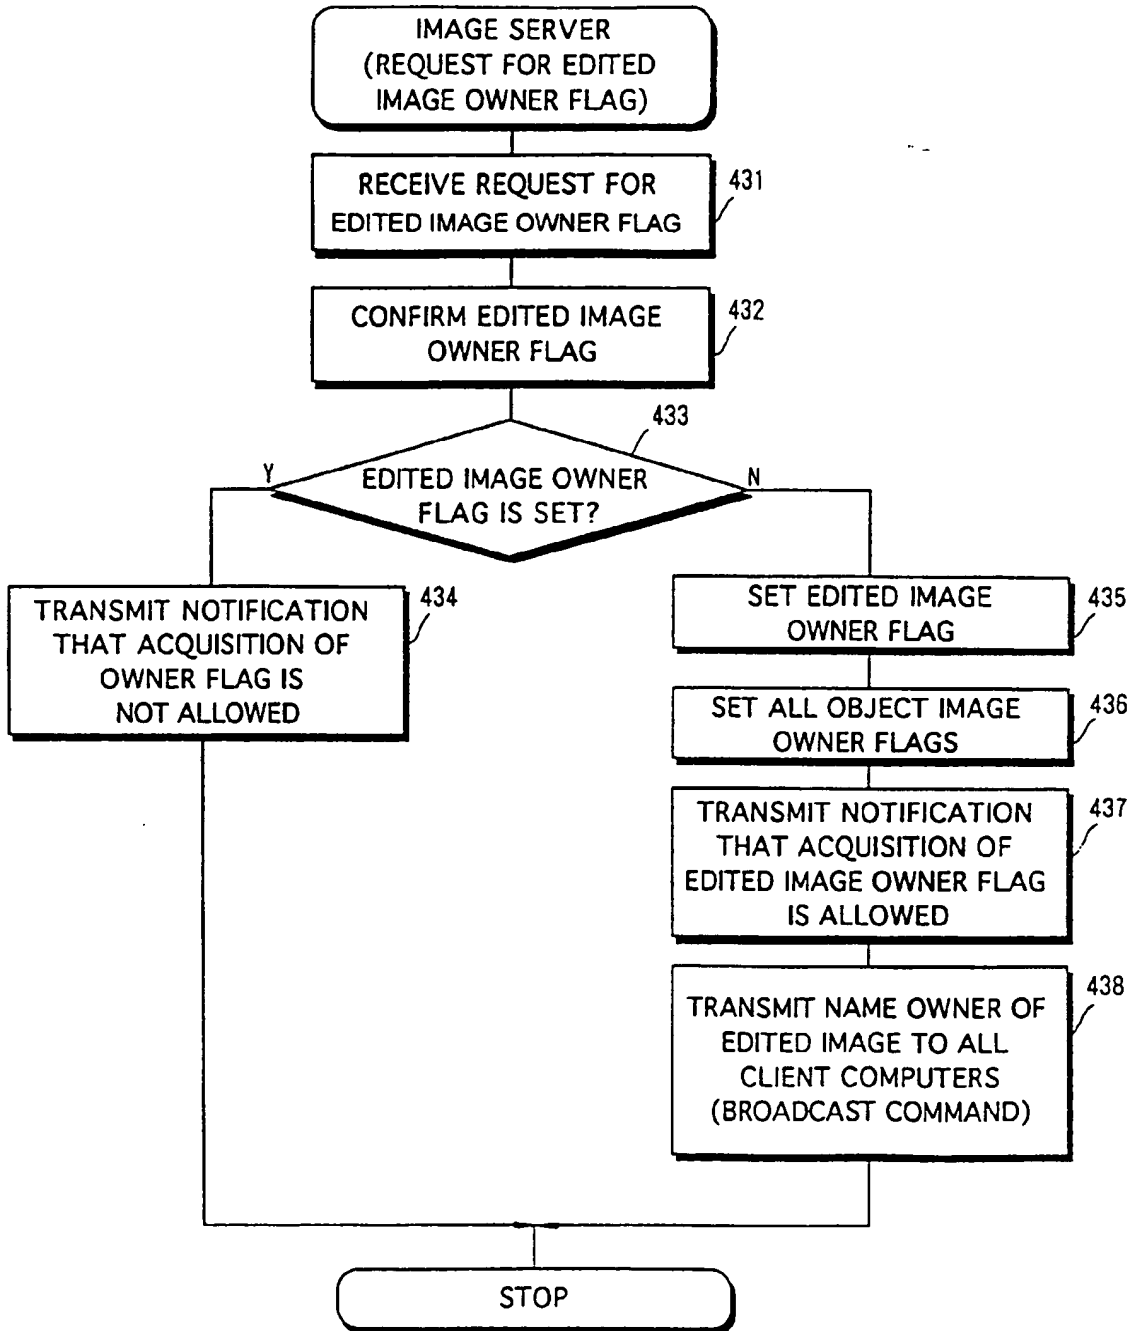 IMAGE SERVER
(REQUEST FOR EDITED
IMAGE OWNER FLAG)
RECEIVE REQUEST FOR
EDITED IMAGE OWNER FLAG
431
CONFIRM EDITED IMAGE
OWNER FLAG
432
433
Y
EDITED IMAGE OWNER
FLAG IS SET?
N
TRANSMIT NOTIFICATION
THAT ACQUISITION OF
OWNER FLAG IS
NOT ALLOWED
434
SET EDITED IMAGE
OWNER FLAG
435
SET ALL OBJECT IMAGE
OWNER FLAGS
436
TRANSMIT NOTIFICATION
THAT ACQUISITION OF
EDITED IMAGE OWNER FLAG
IS ALLOWED
437
TRANSMIT NAME OWNER OF
EDITED IMAGE TO ALL
CLIENT COMPUTERS
(BROADCAST COMMAND)
438
STOP